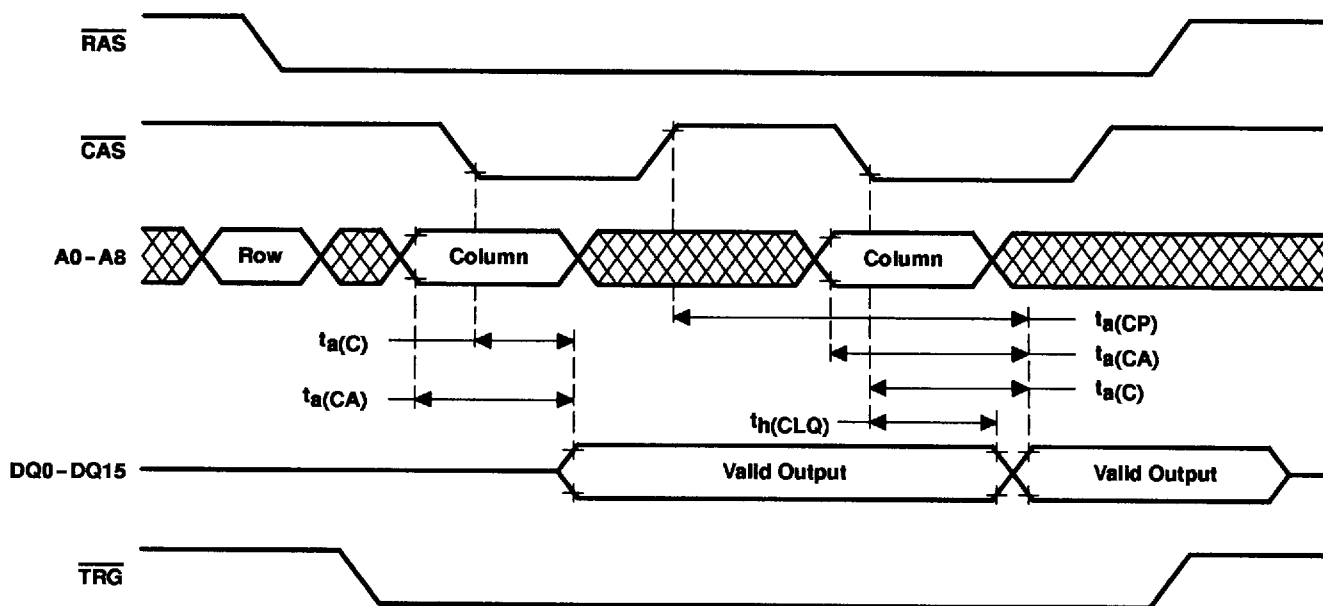 RAS
CAS
A0–A8
Row
Column
Column
ta(CP)
ta(C)
ta(CA)
ta(CA)
ta(C)
th(CLQ)
DQ0–DQ15
Valid Output
Valid Output
TRG